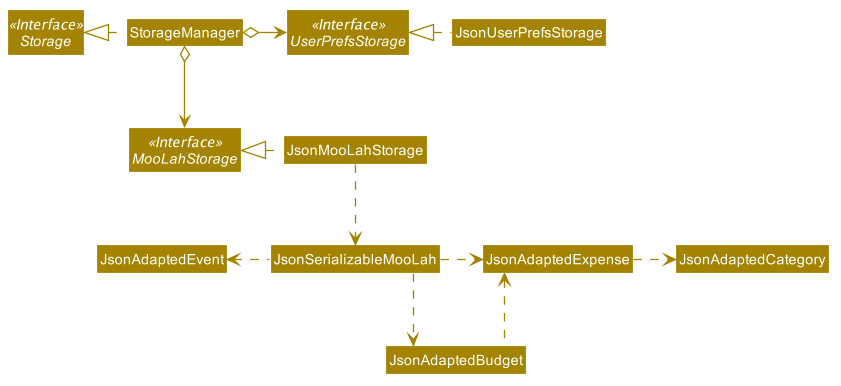 «Interface»
Storage
StorageManager
«Interface»
UserPrefsStorage
JsonUserPrefsStorage
«Interface»
MooLahStorage
JsonMooLahStorage
JsonAdaptedEvent
JsonSerializableMooLah
JsonAdaptedExpense
JsonAdaptedCategory
JsonAdaptedBudget